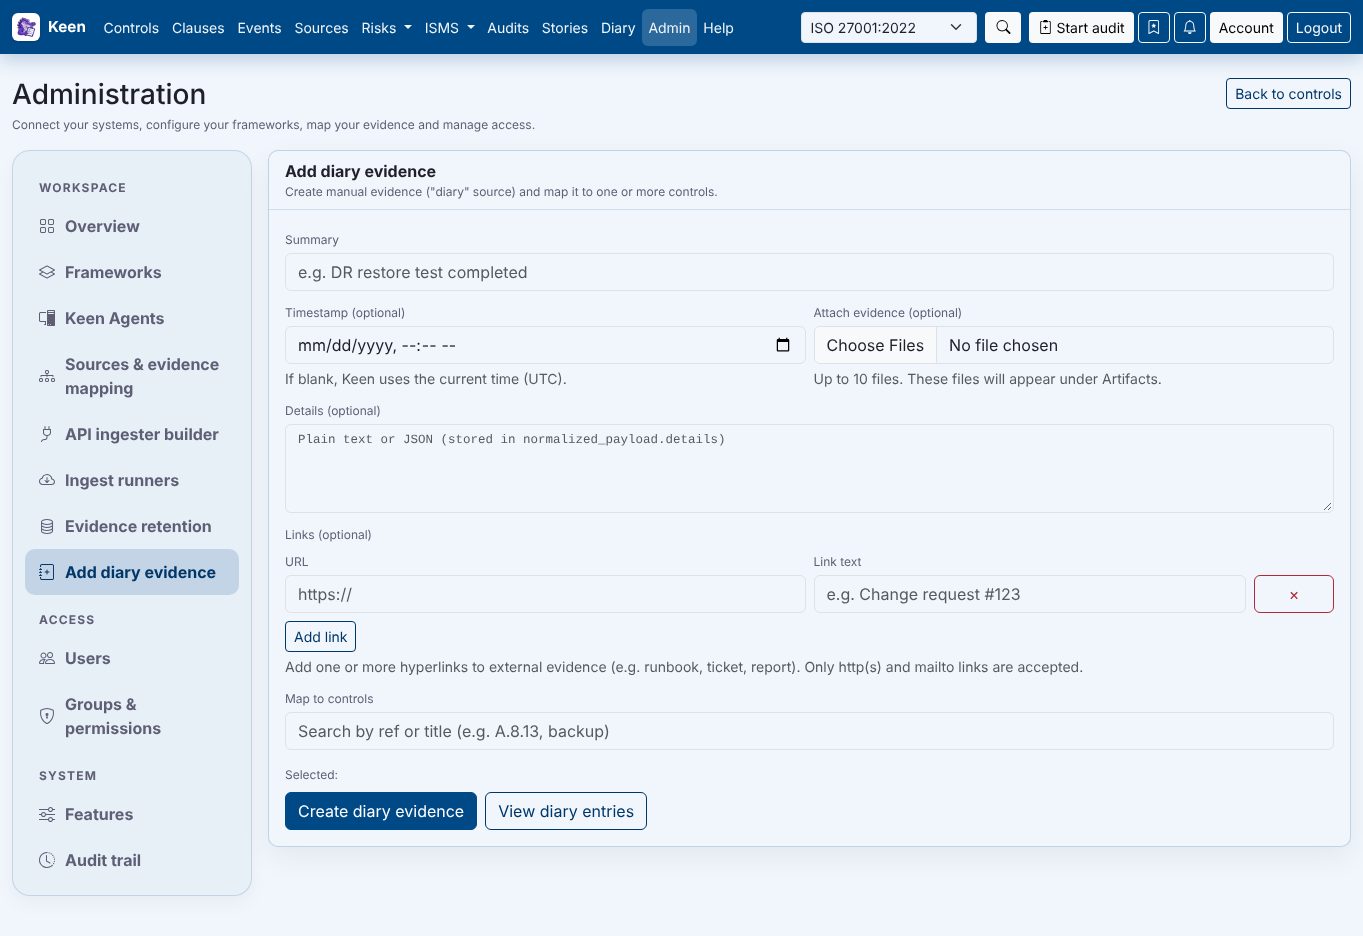 Keen
Controls
Clauses
Events
Sources
Risks
ISMS
Audits
Stories
Diary
Admin
Help
ISO 27001:2022
Start audit
Account
Logout
Administration
Back to controls
Connect your systems, configure your frameworks, map your evidence and manage access.
WORKSPACE
Overview
Frameworks
Keen Agents
Sources & evidence
mapping
API ingester builder
Ingest runners
Evidence retention
Add diary evidence
ACCESS
Users
Groups &
permissions
SYSTEM
Features
Audit trail
Add diary evidence
Create manual evidence ("diary" source) and map it to one or more controls.
Summary
e.g. DR restore test completed
Timestamp (optional)
mm/dd/yyyy, --:-- --
If blank, Keen uses the current time (UTC).
Attach evidence (optional)
Choose Files
No file chosen
Up to 10 files. These files will appear under Artifacts.
Details (optional)
Plain text or JSON (stored in normalized_payload.details)
Links (optional)
URL
https://
Link text
e.g. Change request #123
×
Add link
Add one or more hyperlinks to external evidence (e.g. runbook, ticket, report). Only http(s) and mailto links are accepted.
Map to controls
Search by ref or title (e.g. A.8.13, backup)
Selected:
Create diary evidence
View diary entries